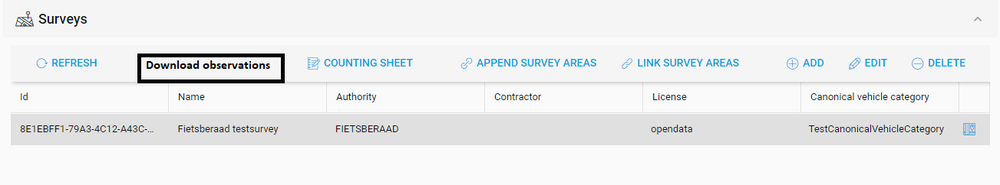 Surveys
REFRESH Download observations COUNTING SHEET APPEND SURVEY AREAS LINK SURVEY AREAS ADD EDIT DELETE
Id Name Authority Contractor License Canonical vehicle category
8E1EBFF1-79A3-4C12-A43C-... Fietsberaad testsurvey FIETSBERAAD opendata TestCanonicalVehicleCategory